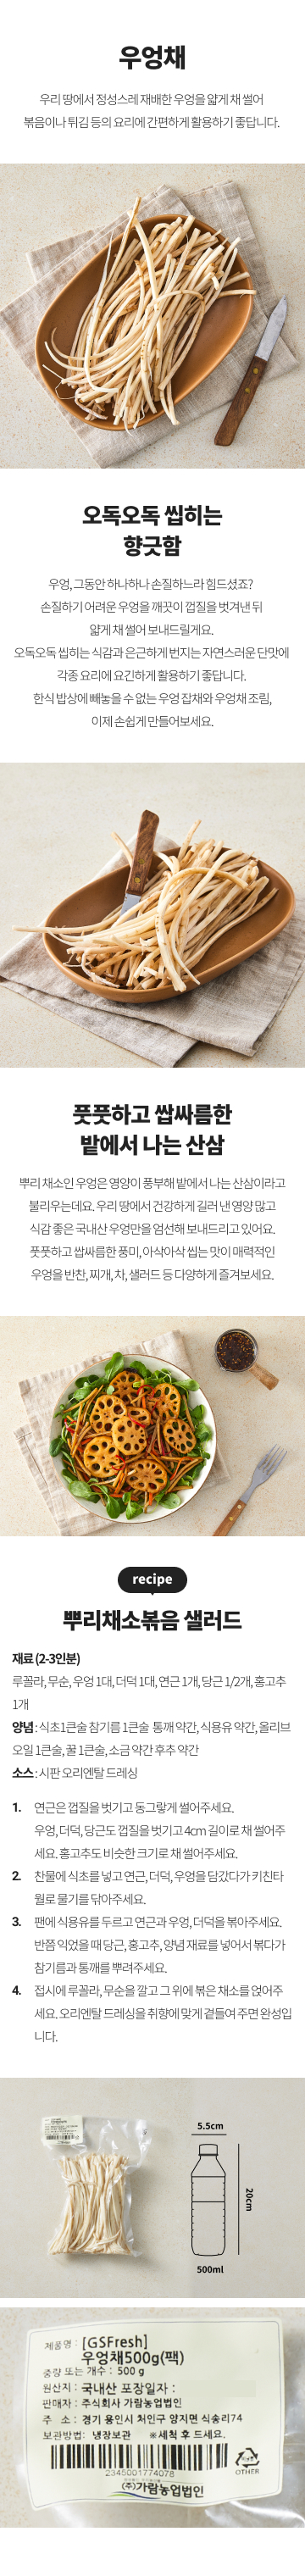 우엉채
우리 땅에서 정성스레 재배한 우엉을 얇게 채 썰어
볶음이나 튀김 등의 요리에 간편하게 활용하기 좋답니다.
오독오독 씹히는
향긋함
우엉, 그동안 하나하나 손질하느라 힘드셨죠?
손질하기 어려운 우엉을 깨끗이 껍질을 벗겨낸 뒤
얇게 채 썰어 보내드릴게요.
오독오독 씹히는 식감과 은근하게 번지는 자연스러운 단맛에
각종 요리에 요긴하게 활용하기 좋답니다.
한식 밥상에 빼놓을 수 없는 우엉 잡채와 우엉채 조림,
이제 손쉽게 만들어보세요.
풋풋하고 쌉싸름한
밭에서 나는 산삼
뿌리 채소인 우엉은 영양이 풍부해 밭에서 나는 산삼이라고
불리우는데요. 우리 땅에서 건강하게 길러 낸 영양 많고
식감 좋은 국내산 우엉만을 엄선해 보내드리고 있어요.
풋풋하고 쌉싸름한 풍미, 아삭아삭 씹는 맛이 매력적인
우엉을 반찬, 찌개, 차, 샐러드 등 다양하게 즐겨보세요.
recipe
뿌리채소볶음 샐러드
재료 (2-3인분)
루꼴라, 무순, 우엉 1대, 더덕 1대, 연근 1개, 당근 1/2개, 홍고추
1개
양념 : 식초1큰술 참기름 1큰술 통깨 약간, 식용유 약간, 올리브
오일 1큰술, 꿀 1큰술, 소금 약간 후추 약간
소스 : 시판 오리엔탈 드레싱
1. 연근은 껍질을 벗기고 동그랗게 썰어주세요.
우엉, 더덕, 당근도 껍질을 벗기고 4cm 길이로 채 썰어주
세요. 홍고추도 비슷한 크기로 채 썰어주세요.
2. 찬물에 식초를 넣고 연근, 더덕, 우엉을 담갔다가 키친타
월로 물기를 닦아주세요.
3. 팬에 식용유를 두르고 연근과 우엉, 더덕을 볶아주세요.
반쯤 익었을 때 당근, 홍고추, 양념 재료를 넣어서 볶다가
참기름과 통깨를 뿌려주세요.
4. 접시에 루꼴라, 무순을 깔고 그 위에 볶은 채소를 얹어주
세요. 오리엔탈 드레싱을 취향에 맞게 곁들여 주면 완성입
니다.
5.5cm
20cm
500ml
제품명 : [GSFresh]
우엉채500g(팩)
중량 또는 개수 : 500 g
원산지 : 국내산 포장일자 :
판매자 : 주식회사 가람농업법인
주 소 : 경기 용인시 처인구 양지면 식송리74
보관방법: 냉장보관 ※세척 후 드세요.
2345001774078
OTHER
(주)가람농업법인